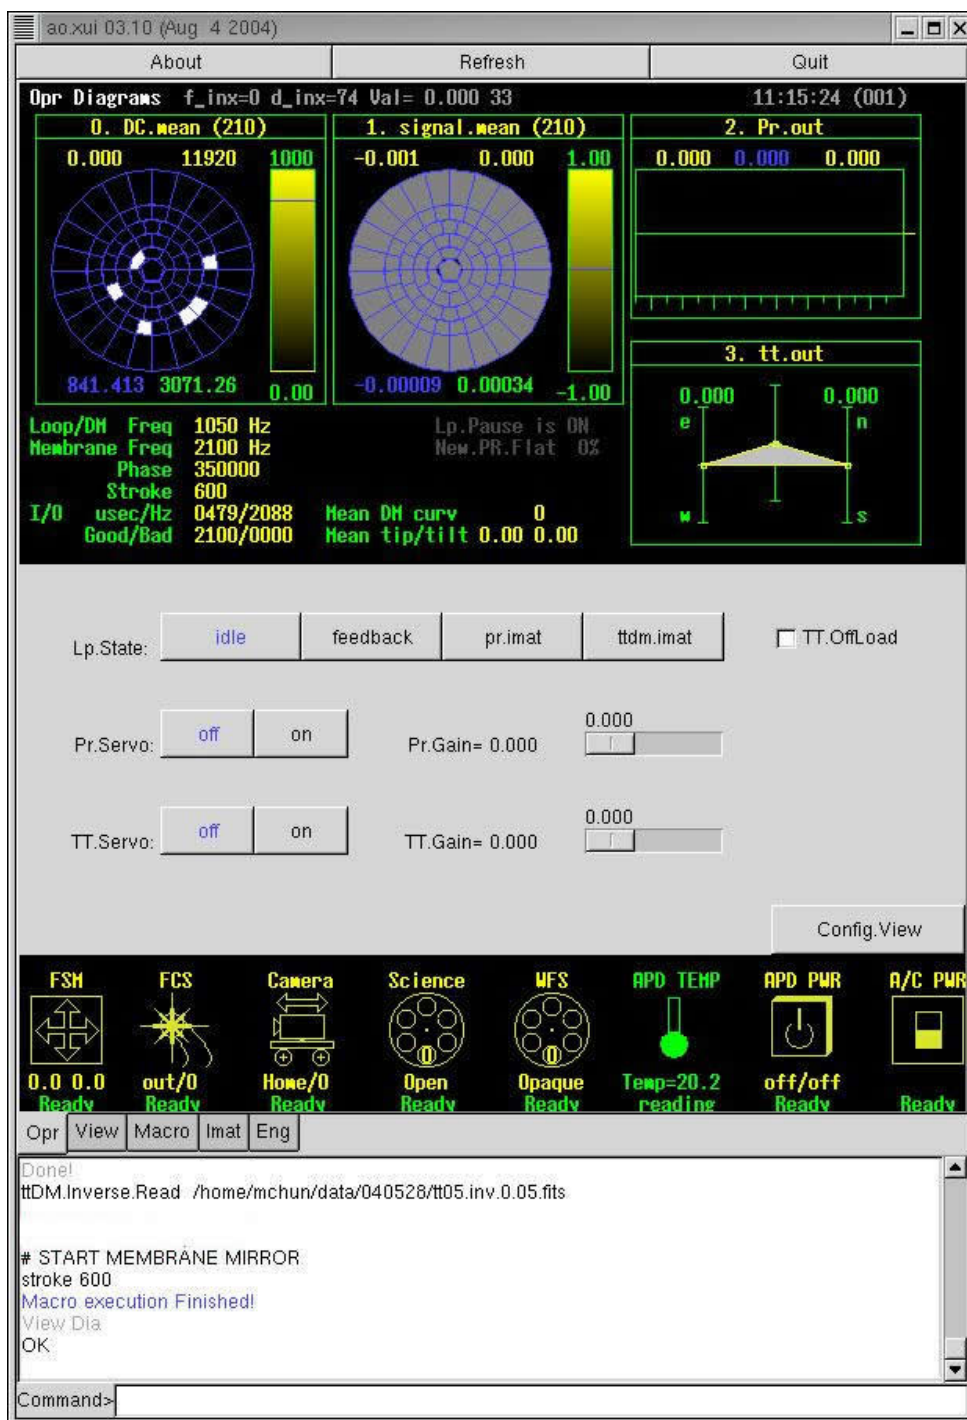 ao.xui 03.10 (Aug 4 2004)
About Refresh Quit
Opr Diagrams f_inx=0 d_inx=74 Val= 0.000 33 11:15:24 (001)
0. DC.mean (210) 1. signal.mean (210) 2. Pr.out
0.000 11920 1000 -0.001 0.000 1.00 0.000 0.000 0.000
3. tt.out
841.413 3071.26 0.00 -0.00009 0.00034 -1.00 0.000 0.000
e n
Loop/DM Freq 1050 Hz Lp.Pause is ON
Membrane Freq 2100 Hz New.PR.Flat 0%
Phase 350000
Stroke 600
I/O usec/Hz 0479/2088 Mean DM curv 0 w s
Good/Bad 2100/0000 Mean tip/tilt 0.00 0.00
Lp.State: idle feedback pr.imat ttdm.imat TT.OffLoad
0.000
Pr.Servo: off on Pr.Gain= 0.000
0.000
TT.Servo: off on TT.Gain= 0.000
Config.View
FSM FCS Camera Science WFS APD TEMP APD PWR A/C PWR
0.0 0.0 out/0 Home/0 Open Opaque Temp=20.2 off/off
Ready Ready Ready Ready Ready reading Ready Ready
Opr View Macro Imat Eng
Done!
ttDM.Inverse.Read /home/mchun/data/040528/tt05.inv.0.05.fits
# START MEMBRANE MIRROR
stroke 600
Macro execution Finished!
View Dia
OK
Command>